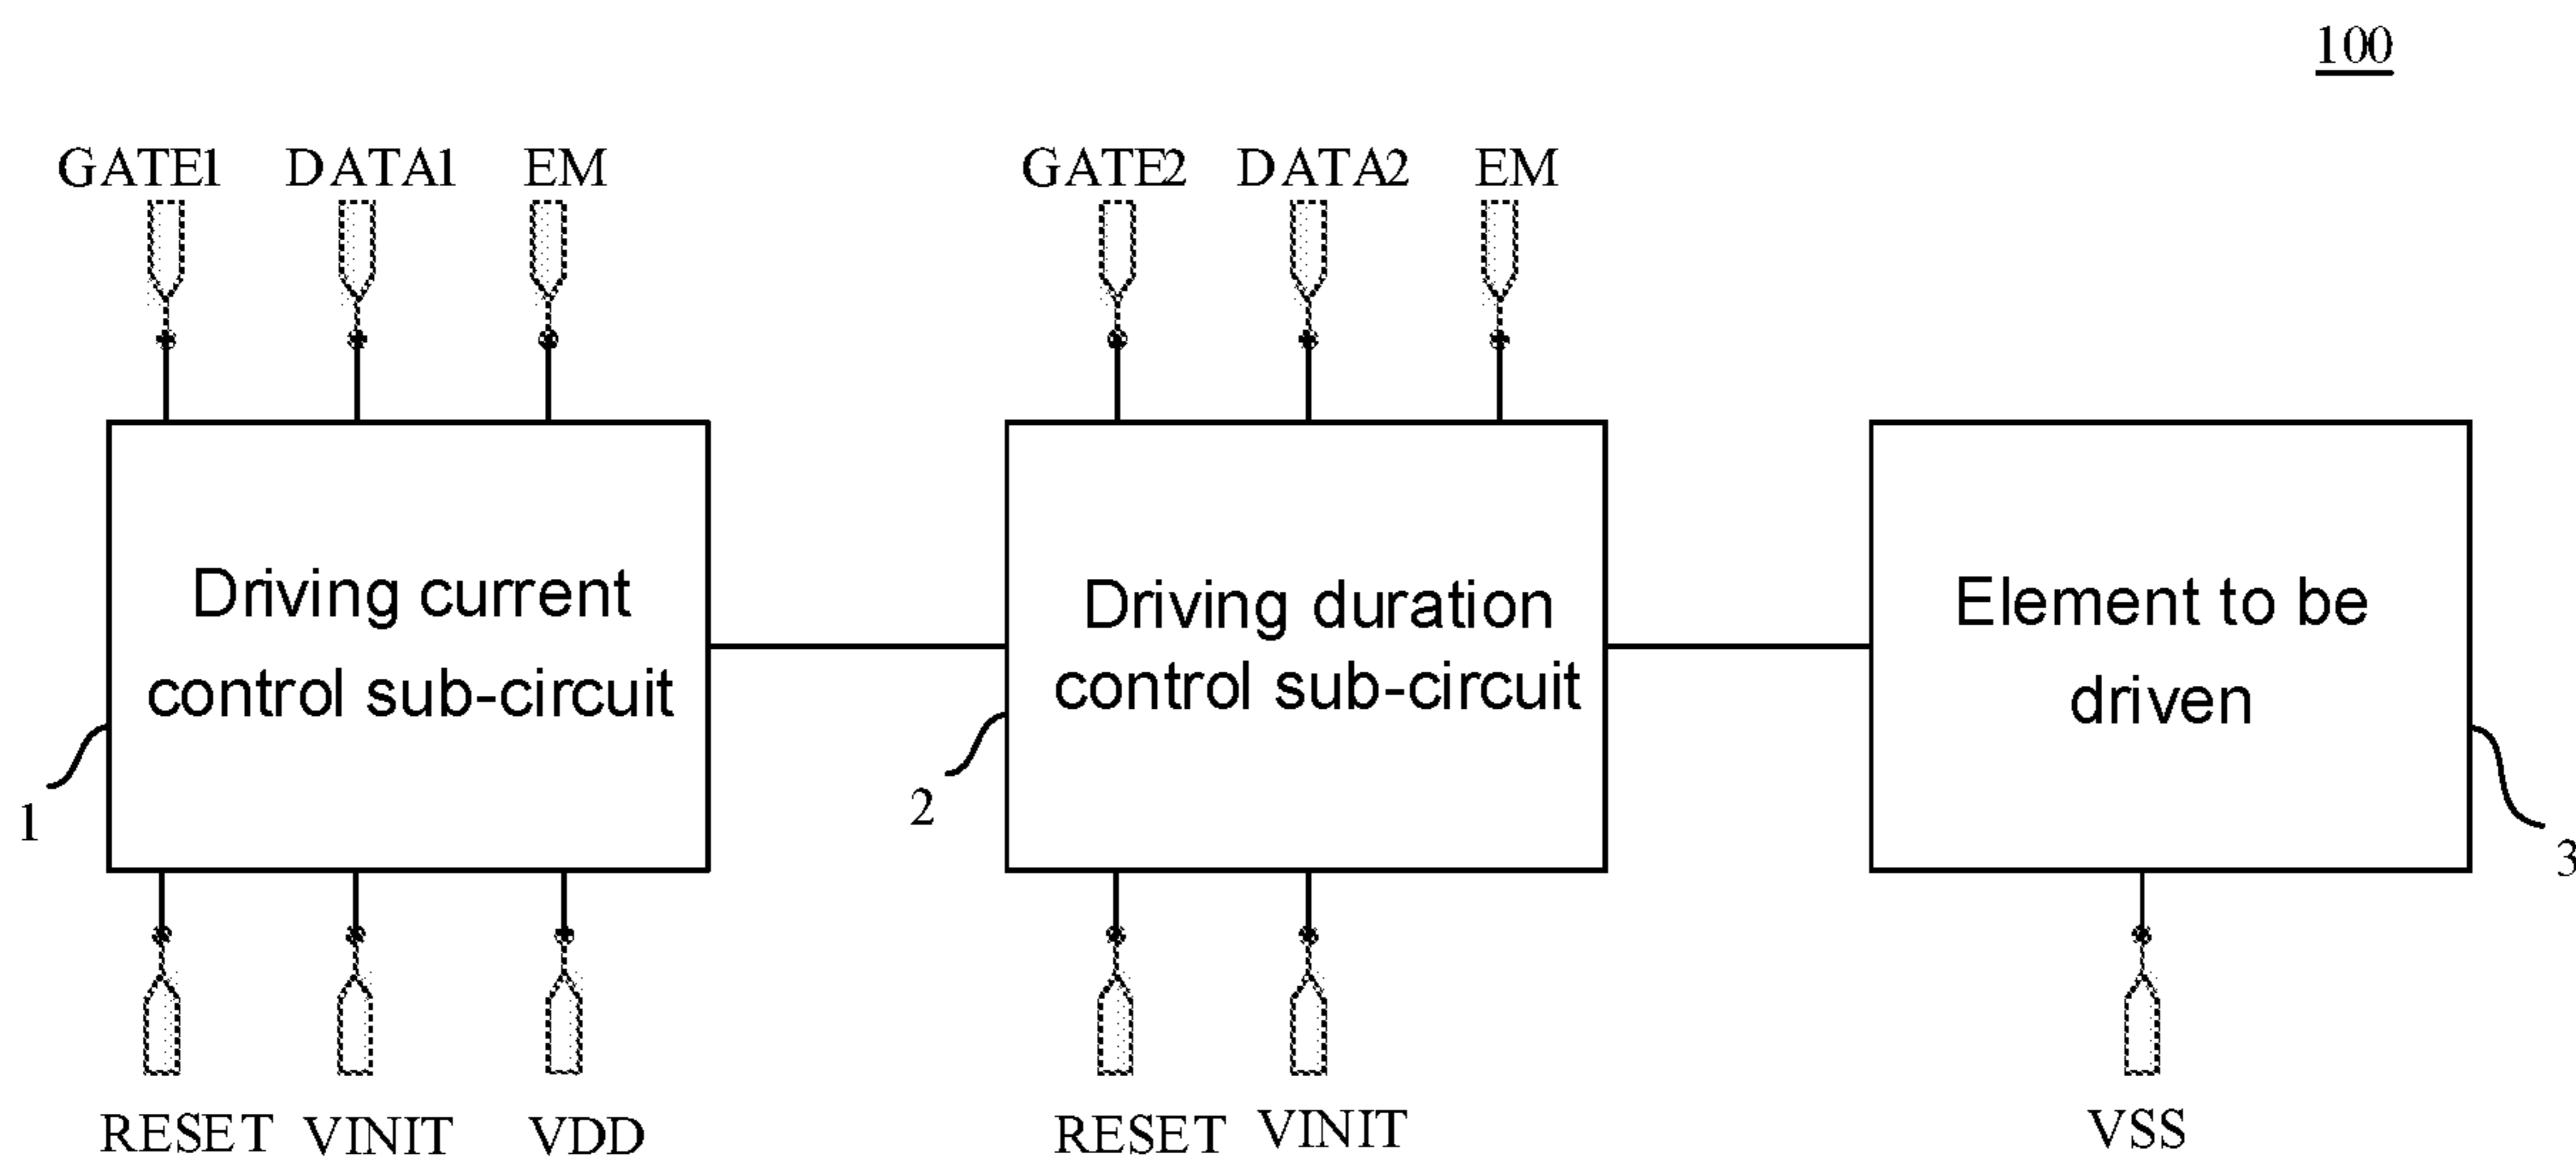 100
GATE1 DATA1 EM GATE2 DATA2 EM
Driving current
control sub-circuit
Driving duration
control sub-circuit
Element to be
driven
1
2
3
RESET VINIT VDD RESET VINIT VSS